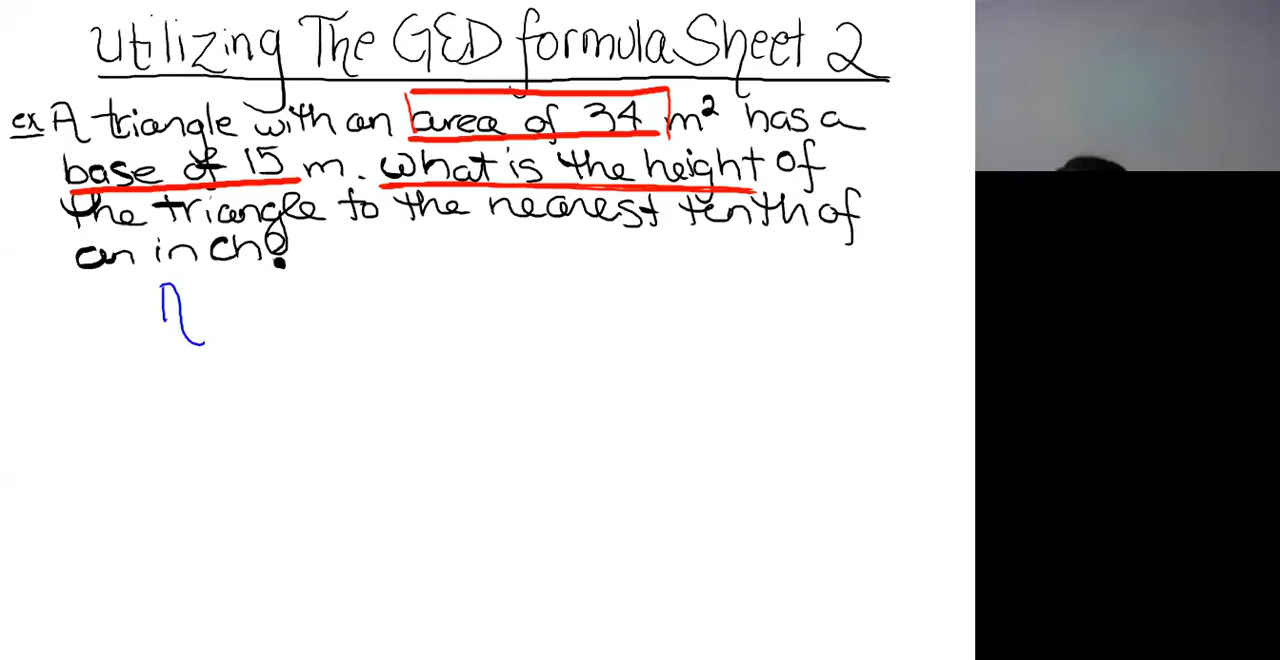 Utilizing The GED formula Sheet 2
ex A triangle with an area of 34 m² has a
base of 15 m. What is the height of
the triangle to the nearest tenth of
an inch?